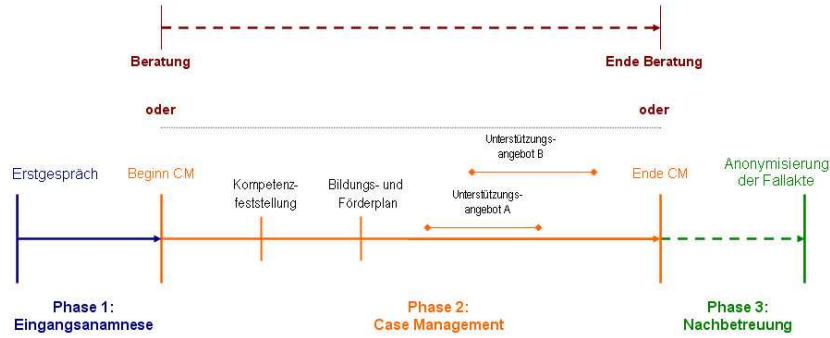 Beratung
Ende Beratung
oder
oder
Unterstützungs-
angebot B
Erstgespräch
Beginn CM
Kompetenz-
feststellung
Bildungs- und
Förderplan
Unterstützungs-
angebot A
Ende CM
Anonymisierung
der Fallakte
Phase 1:
Eingangsanamnese
Phase 2:
Case Management
Phase 3:
Nachbetreuung